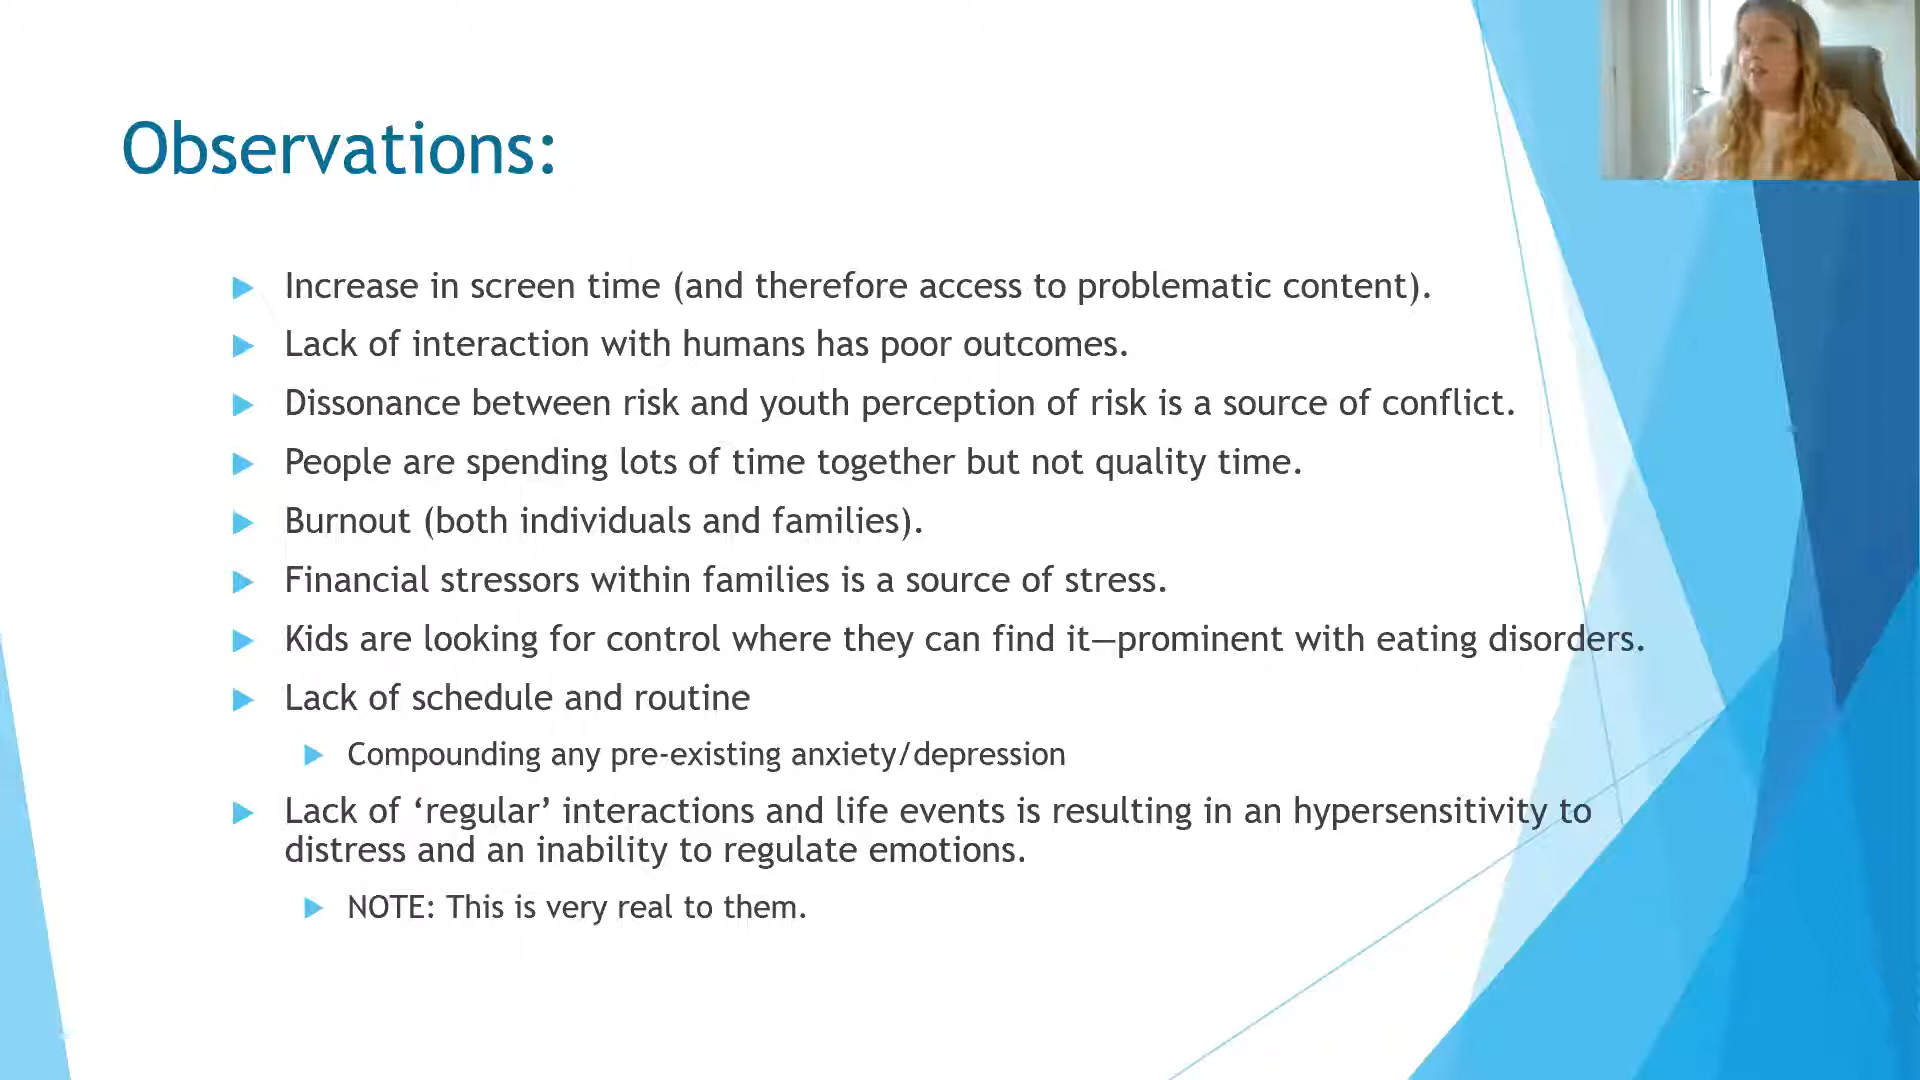 Observations:
Increase in screen time (and therefore access to problematic content).
Lack of interaction with humans has poor outcomes.
Dissonance between risk and youth perception of risk is a source of conflict.
People are spending lots of time together but not quality time.
Burnout (both individuals and families).
Financial stressors within families is a source of stress.
Kids are looking for control where they can find it—prominent with eating disorders.
Lack of schedule and routine
Compounding any pre-existing anxiety/depression
Lack of ‘regular’ interactions and life events is resulting in an hypersensitivity to
distress and an inability to regulate emotions.
NOTE: This is very real to them.